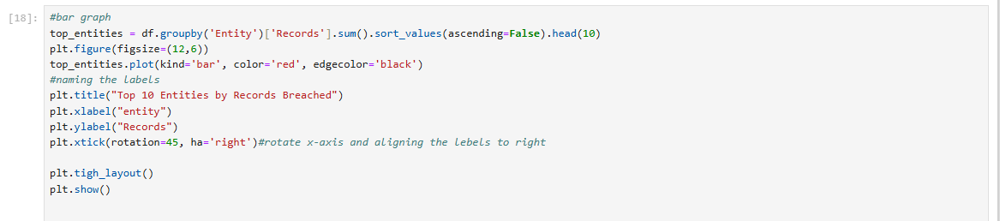 [18]: #bar graph
top_entities = df.groupby('Entity')['Records'].sum().sort_values(ascending=False).head(10)
plt.figure(figsize=(12,6))
top_entities.plot(kind='bar', color='red', edgecolor='black')
#naming the labels
plt.title("Top 10 Entities by Records Breached")
plt.xlabel("entity")
plt.ylabel("Records")
plt.xtick(rotation=45, ha='right')#rotate x-axis and aligning the lebels to right
plt.tigh_layout()
plt.show()